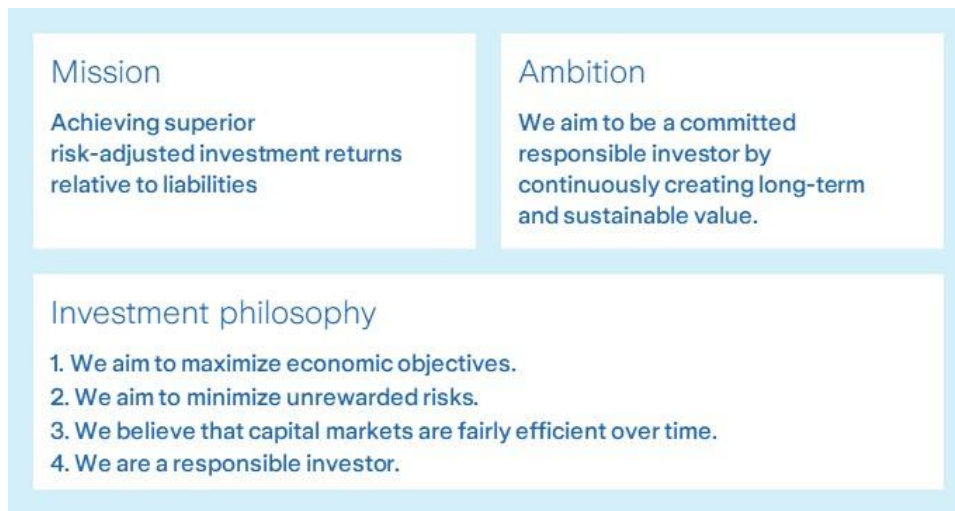 Mission
Achieving superior
risk-adjusted investment returns
relative to liabilities
Ambition
We aim to be a committed
responsible investor by
continuously creating long-term
and sustainable value.
Investment philosophy
1. We aim to maximize economic objectives.
2. We aim to minimize unrewarded risks.
3. We believe that capital markets are fairly efficient over time.
4. We are a responsible investor.